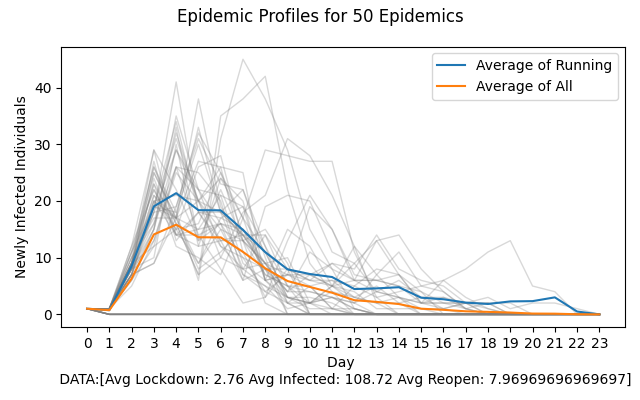 Epidemic Profiles for 50 Epidemics
Average of Running
Average of All
Newly Infected Individuals
40
30
20
10
0
0 1 2 3 4 5 6 7 8 9 10 11 12 13 14 15 16 17 18 19 20 21 22 23
Day
DATA:[Avg Lockdown: 2.76 Avg Infected: 108.72 Avg Reopen: 7.96969696969697]